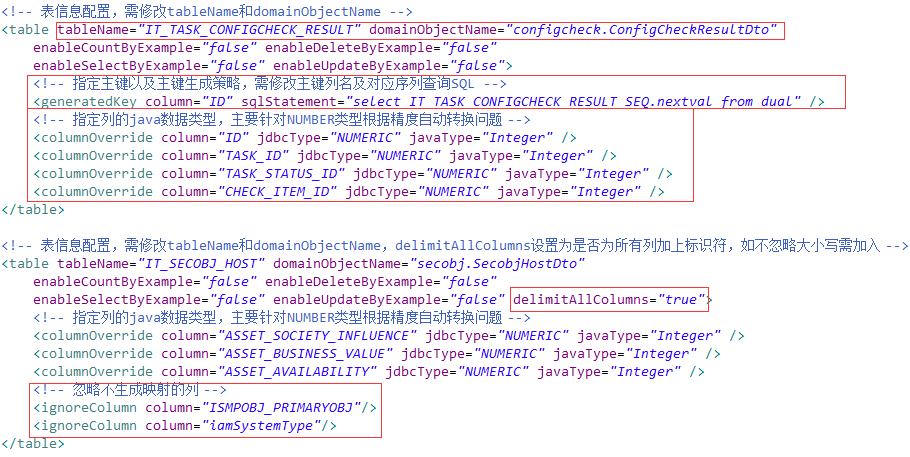 <!-- 表信息配置，需修改tableName和domainObjectName -->
<table tableName="IT_TASK_CONFIGCHECK_RESULT" domainObjectName="configcheck.ConfigCheckResultDto"
enableCountByExample="false" enableDeleteByExample="false"
enableSelectByExample="false" enableUpdateByExample="false">
<!-- 指定主键以及主键生成策略，需修改主键列名及对应序列查询SQL -->
<generatedKey column="ID" sqlStatement="select IT_TASK_CONFIGCHECK_RESULT_SEQ.nextval from dual" />
<!-- 指定列的java数据类型，主要针对NUMBER类型根据精度自动转换问题 -->
<columnOverride column="ID" jdbcType="NUMERIC" javaType="Integer" />
<columnOverride column="TASK_ID" jdbcType="NUMERIC" javaType="Integer" />
<columnOverride column="TASK_STATUS_ID" jdbcType="NUMERIC" javaType="Integer" />
<columnOverride column="CHECK_ITEM_ID" jdbcType="NUMERIC" javaType="Integer" />
</table>
<!-- 表信息配置，需修改tableName和domainObjectName，delimitAllColumns设置为是否为所有列加上标识符，如不忽略大小写需加入 -->
<table tableName="IT_SECOBJ_HOST" domainObjectName="secobj.SecobjHostDto"
enableCountByExample="false" enableDeleteByExample="false"
enableSelectByExample="false" enableUpdateByExample="false" delimitAllColumns="true">
<!-- 指定列的java数据类型，主要针对NUMBER类型根据精度自动转换问题 -->
<columnOverride column="ASSET_SOCIETY_INFLUENCE" jdbcType="NUMERIC" javaType="Integer" />
<columnOverride column="ASSET_BUSINESS_VALUE" jdbcType="NUMERIC" javaType="Integer" />
<columnOverride column="ASSET_AVAILABILITY" jdbcType="NUMERIC" javaType="Integer" />
<!-- 忽略不生成映射的列 -->
<ignoreColumn column="ISMPOBJ_PRIMARYOBJ"/>
<ignoreColumn column="iamSystemType"/>
</table>